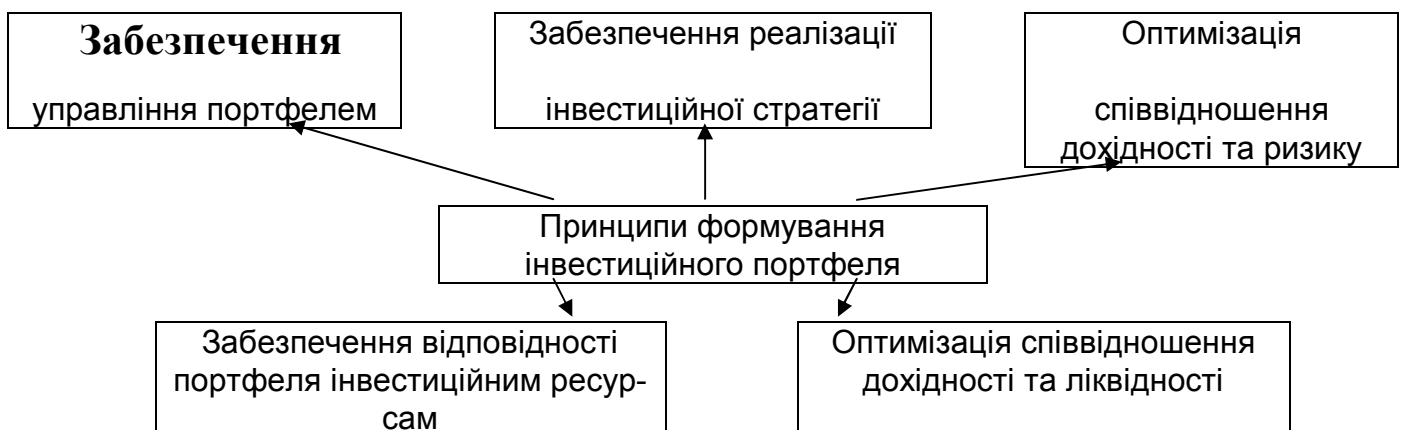 Забезпечення
управління портфелем
Забезпечення реалізації
інвестиційної стратегії
Оптимізація
співвідношення
дохідності та ризику
Принципи формування
інвестиційного портфеля
Забезпечення відповідності
портфеля інвестиційним ресур-
сам
Оптимізація співвідношення
дохідності та ліквідності